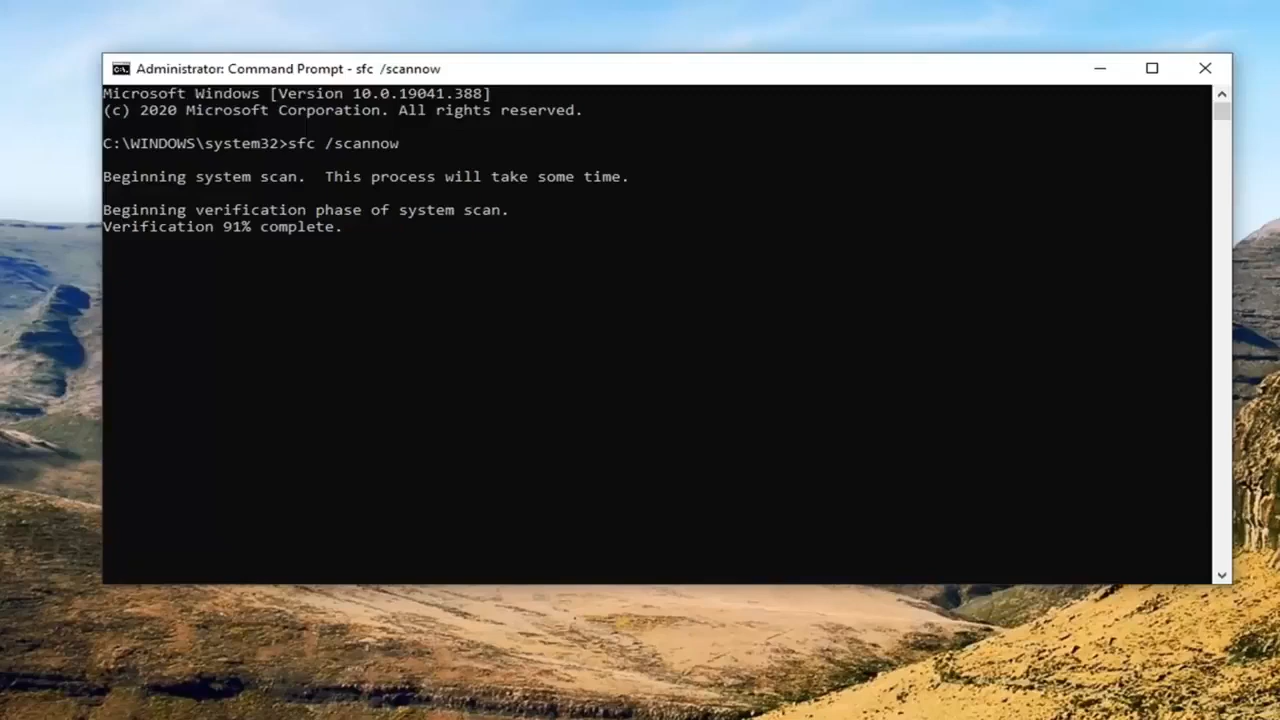 Administrator: Command Prompt - sfc  /scannow
Microsoft Windows [Version 10.0.19041.388]
(c) 2020 Microsoft Corporation. All rights reserved.
C:\WINDOWS\system32>sfc /scannow
Beginning system scan.  This process will take some time.
Beginning verification phase of system scan.
Verification 91% complete.